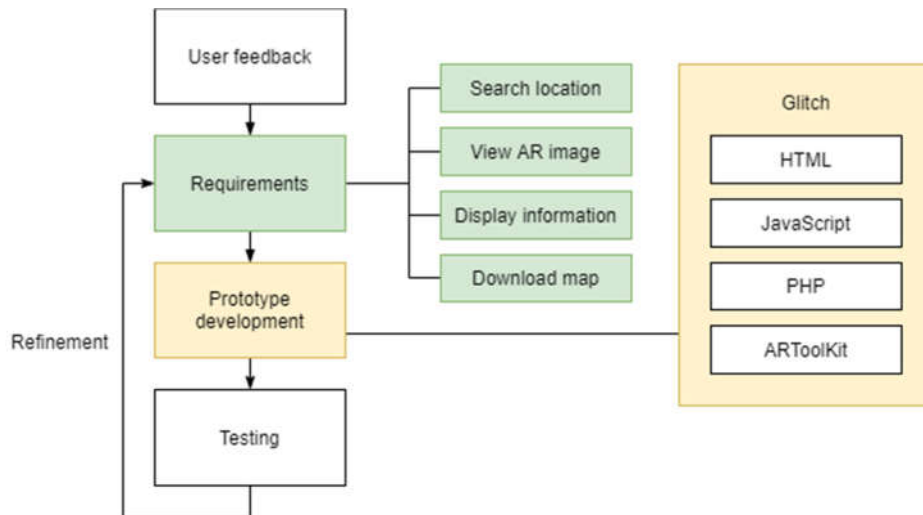 User feedback
Search location
Glitch
View AR image
HTML
Requirements
Display information
JavaScript
Download map
PHP
Prototype
development
Refinement
ARToolKit
Testing